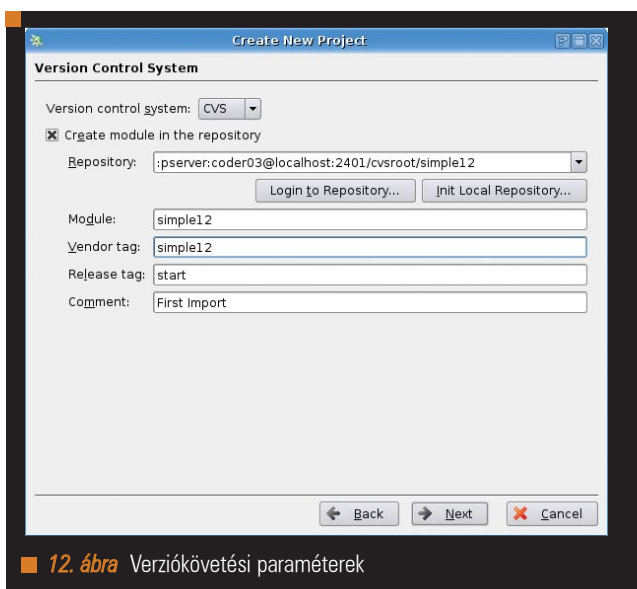 Create New Project
Version Control System
Version control system: CVS
Create module in the repository
Repository: :pserver:coder03@localhost:2401/cvsroot/simple12
Login to Repository... Init Local Repository...
Module: simple12
Vendor tag: simple12
Release tag: start
Comment: First Import
Back Next Cancel
12. ábra Verziókövetési paraméterek